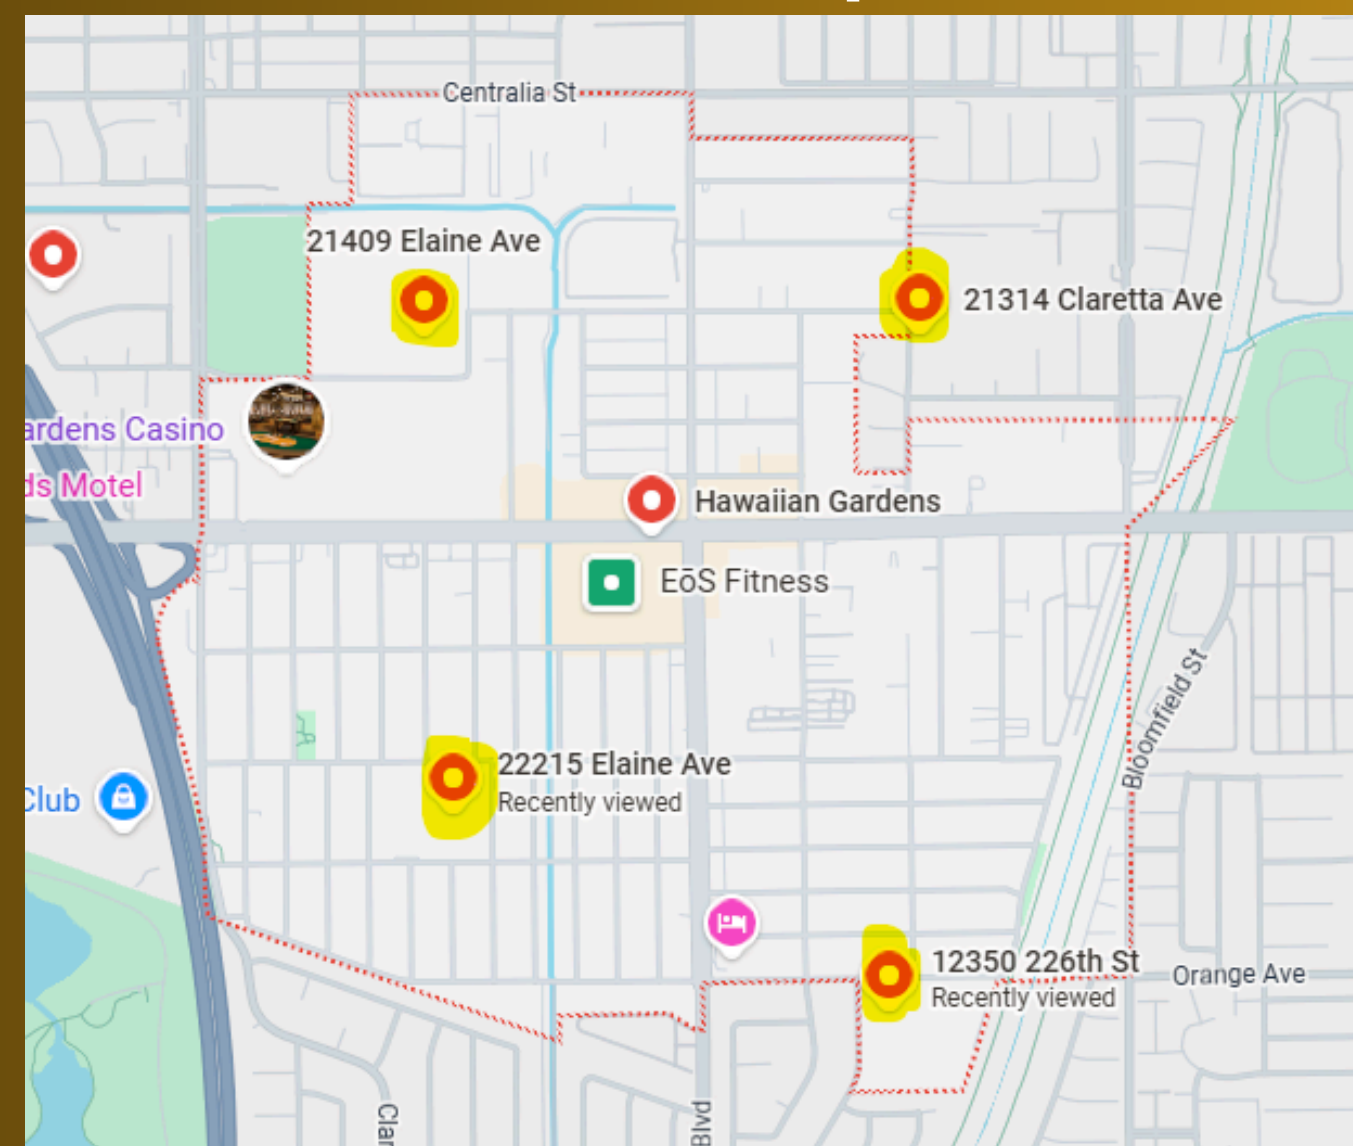 Centralia St
21409 Elaine Ave
21314 Claretta Ave
ardens Casino
ds Motel
Hawaiian Gardens
EōS Fitness
Bloomfield St
22215 Elaine Ave
Recently viewed
Club
12350 226th St
Recently viewed
Orange Ave
Clar
Blvd